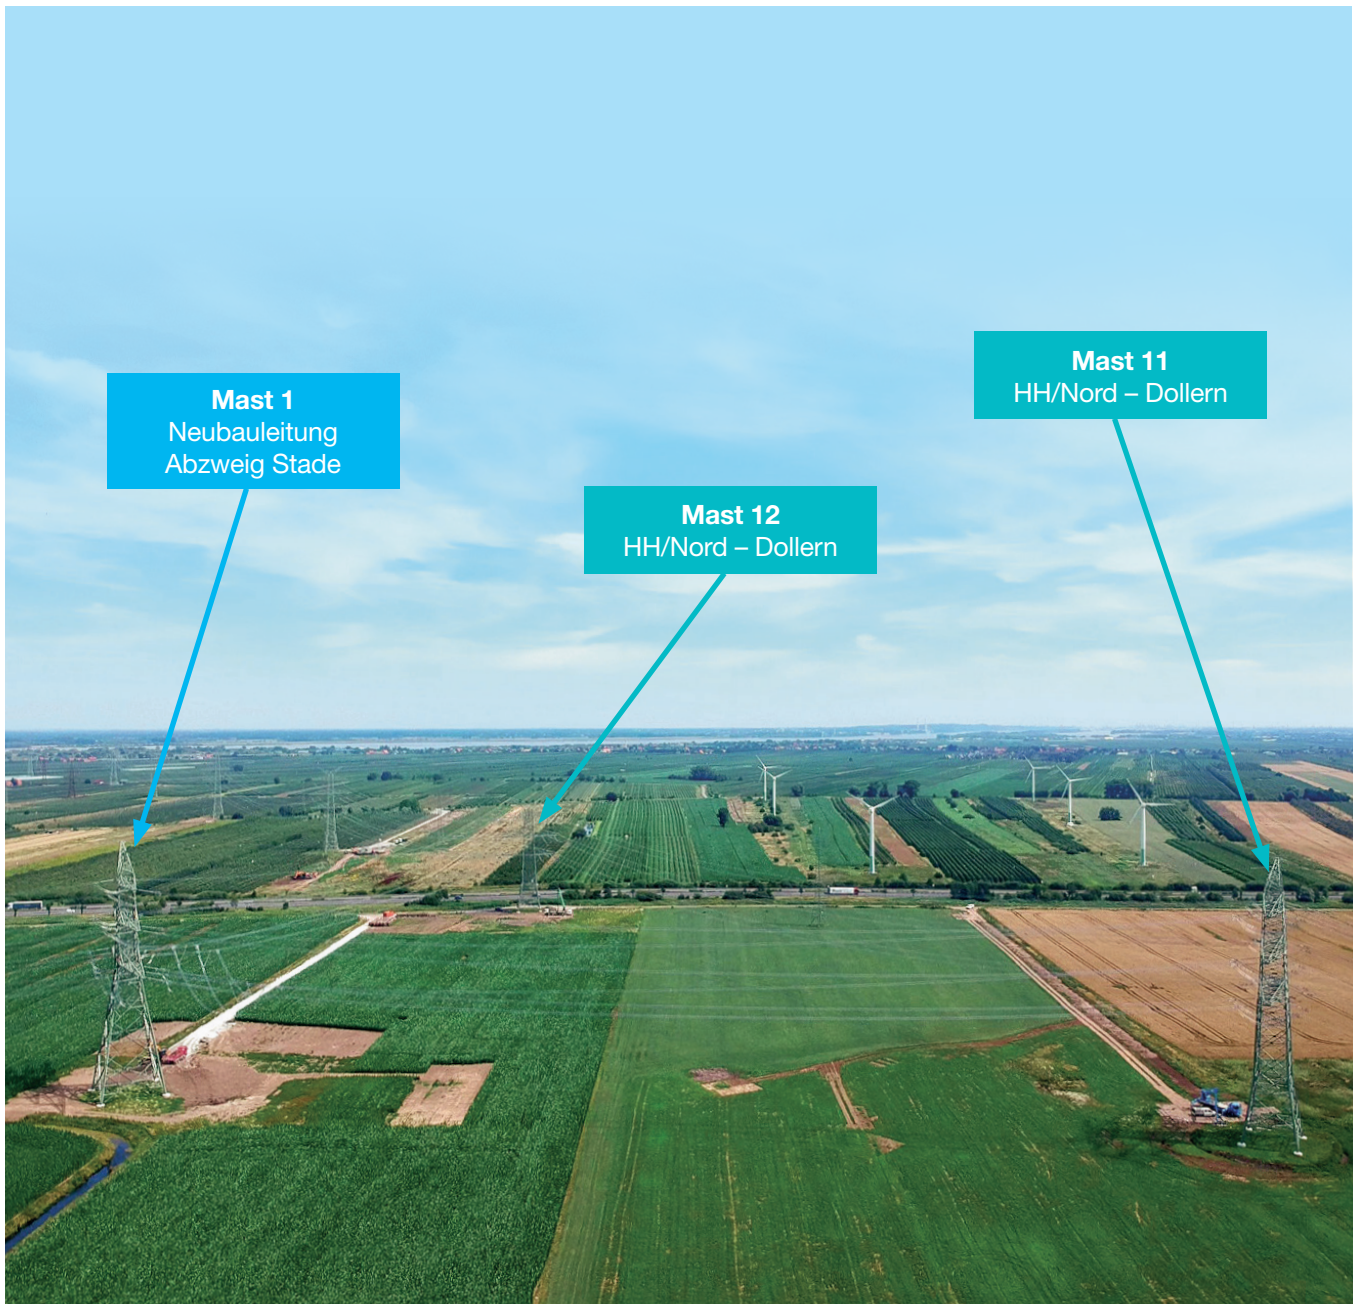 Mast 1
Neubauleitung
Abzweig Stade
Mast 12
HH/Nord – Dollern
Mast 11
HH/Nord – Dollern